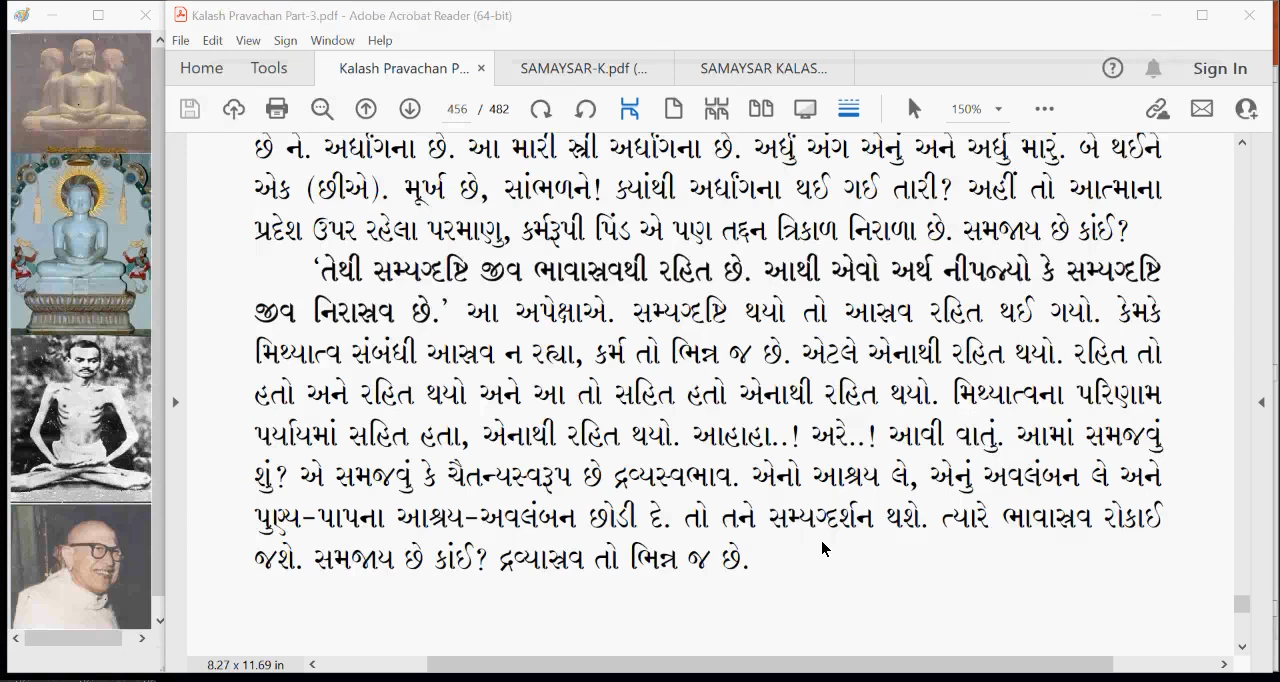 Kalash Pravachan Part-3.pdf - Adobe Acrobat Reader (64-bit)
File Edit View Sign Window Help
Home Tools Kalash Pravachan P... × SAMAYSAR-K.pdf (... SAMAYSAR KALAS... Sign In
456 / 482 150%
છે ને. અર્ધાંગના છે. આ મારી સ્ત્રી અર્ધાંગના છે. અર્ધું અંગ એનું અને અર્ધુ મારું. બે થઈને
એક (છીએ). મૂર્ખ છે, સાંભળને! ક્યાંથી અર્ધાંગના થઈ ગઈ તારી? અહીં તો આત્માના
પ્રદેશ ઉપર રહેલા પરમાણુ, કર્મરૂપી પિંડ એ પણ તદ્દન ત્રિકાળ નિરાળા છે. સમજાય છે કાંઈ?
‘તેથી સમ્યગ્દષ્ટિ જીવ ભાવાસ્રવથી રહિત છે. આથી એવો અર્થ નીપજ્યો કે સમ્યગ્દષ્ટિ
જીવ નિરાસ્રવ છે.’ આ અપેક્ષાએ. સમ્યગ્દષ્ટિ થયો તો આસ્રવ રહિત થઈ ગયો. કેમકે
મિથ્યાત્વ સંબંધી આસ્રવ ન રહ્યા, કર્મ તો ભિન્ન જ છે. એટલે એનાથી રહિત થયો. રહિત તો
હતો અને રહિત થયો અને આ તો સહિત હતો એનાથી રહિત થયો. મિથ્યાત્વના પરિણામ
પર્યાયમાં સહિત હતા, એનાથી રહિત થયો. આહાહા..! અરે..! આવી વાતું. આમાં સમજવું
શું? એ સમજવું કે ચૈતન્યસ્વરૂપ છે દ્રવ્યસ્વભાવ. એનો આશ્રય લે, એનું અવલંબન લે અને
પુણ્ય-પાપના આશ્રય-અવલંબન છોડી દે. તો તને સમ્યગ્દર્શન થશે. ત્યારે ભાવાસ્રવ રોકાઈ
જશે. સમજાય છે કાંઈ? દ્રવ્યાસ્રવ તો ભિન્ન જ છે.
8.27 x 11.69 in